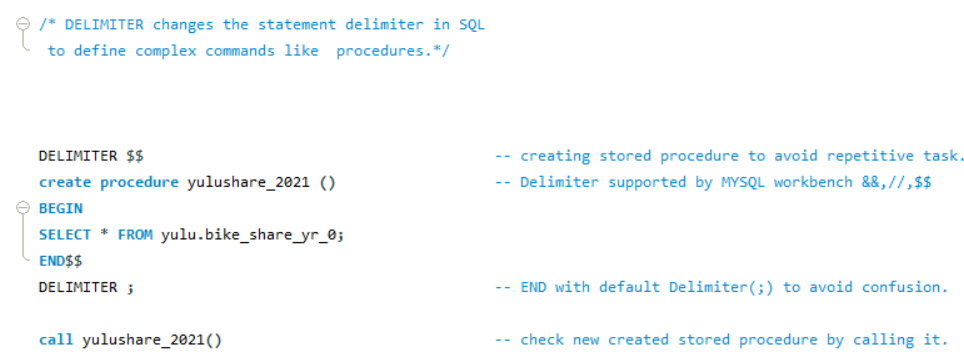 /* DELIMITER changes the statement delimiter in SQL
to define complex commands like  procedures.*/
DELIMITER $$ -- creating stored procedure to avoid repetitive task.
create procedure yulushare_2021 () -- Delimiter supported by MYSQL workbench &&,//,$$
BEGIN
SELECT * FROM yulu.bike_share_yr_0;
END$$
DELIMITER ; -- END with default Delimiter(;) to avoid confusion.
call yulushare_2021() -- check new created stored procedure by calling it.